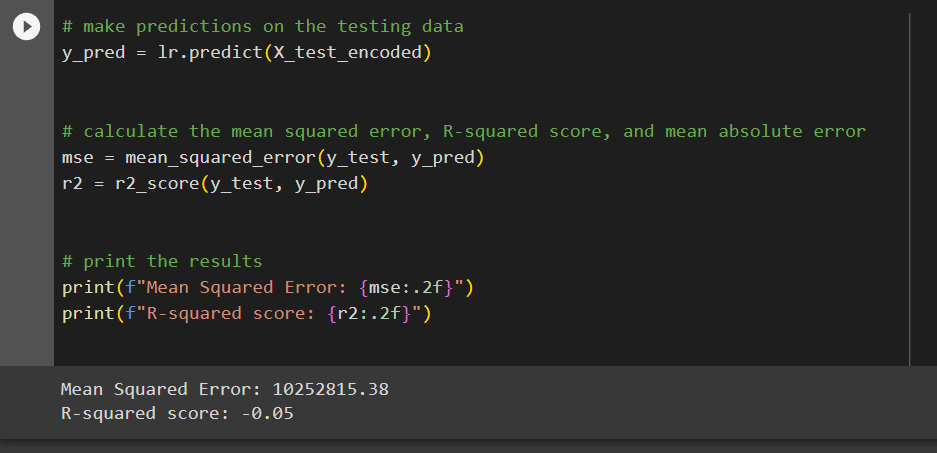 # make predictions on the testing data
y_pred = lr.predict(X_test_encoded)
# calculate the mean squared error, R-squared score, and mean absolute error
mse = mean_squared_error(y_test, y_pred)
r2 = r2_score(y_test, y_pred)
# print the results
print(f"Mean Squared Error: {mse:.2f}")
print(f"R-squared score: {r2:.2f}")
Mean Squared Error: 10252815.38
R-squared score: -0.05